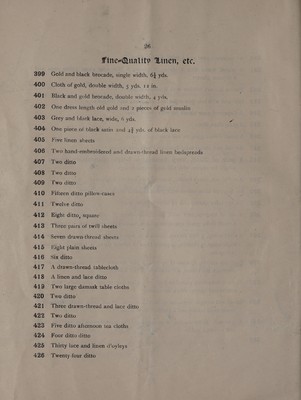 26
Fine-Quality Linen, etc.
399 Gold and black brocade, single width, 6½ yds.
400 Cloth of gold, double width, 5 yds. 12 in.
401 Black and gold brocade, double width, 4 yds.
402 One dress length old gold and 2 pieces of gold muslin
403 Grey and black lace, wide, 6 yds.
404 One piece of black satin and 4½ yds. of black lace
405 Five linen sheets
406 Two hand-embroidered and drawn-thread linen bedspreads
407 Two ditto
408 Two ditto
409 Two ditto
410 Fifteen ditto pillow-cases
411 Twelve ditto
412 Eight ditto, square
413 Three pairs of twill sheets
414 Seven drawn-thread sheets
415 Eight plain sheets
416 Six ditto
417 A drawn-thread tablecloth
418 A linen and lace ditto
419 Two large damask table cloths
420 Two ditto
421 Three drawn-thread and lace ditto
422 Two ditto
423 Five ditto afternoon tea cloths
424 Four ditto ditto
425 Thirty lace and linen d'oyleys
426 Twenty-four ditto